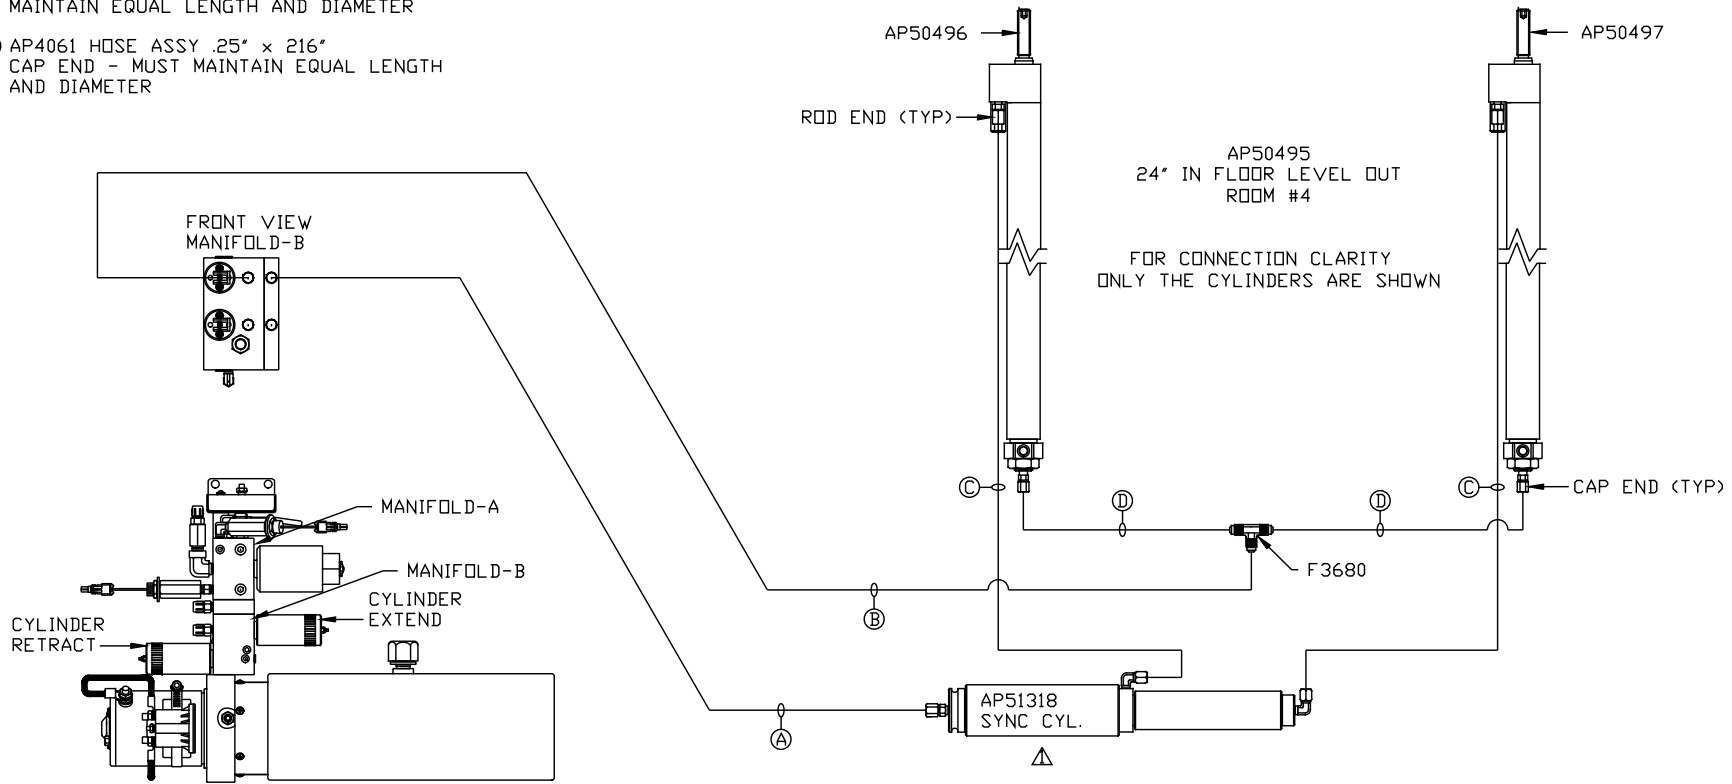 MAINTAIN EQUAL LENGTH AND DIAMETER
AP4061 HOSE ASSY .25" x 216"
CAP END - MUST MAINTAIN EQUAL LENGTH
AND DIAMETER
AP50496
AP50497
ROD END (TYP)
AP50495
24" IN FLOOR LEVEL OUT
ROOM #4
FOR CONNECTION CLARITY
ONLY THE CYLINDERS ARE SHOWN
FRONT VIEW
MANIFOLD-B
C
C
CAP END (TYP)
D
D
MANIFOLD-A
F3680
MANIFOLD-B
CYLINDER
EXTEND
B
CYLINDER
RETRACT
AP51318
SYNC CYL.
A
1